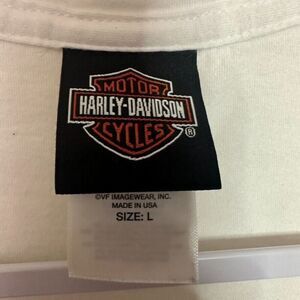 MOTOR
HARLEY-DAVIDSON
CYCLES
®
©VF IMAGEWEAR, INC.
MADE IN USA
SIZE: L